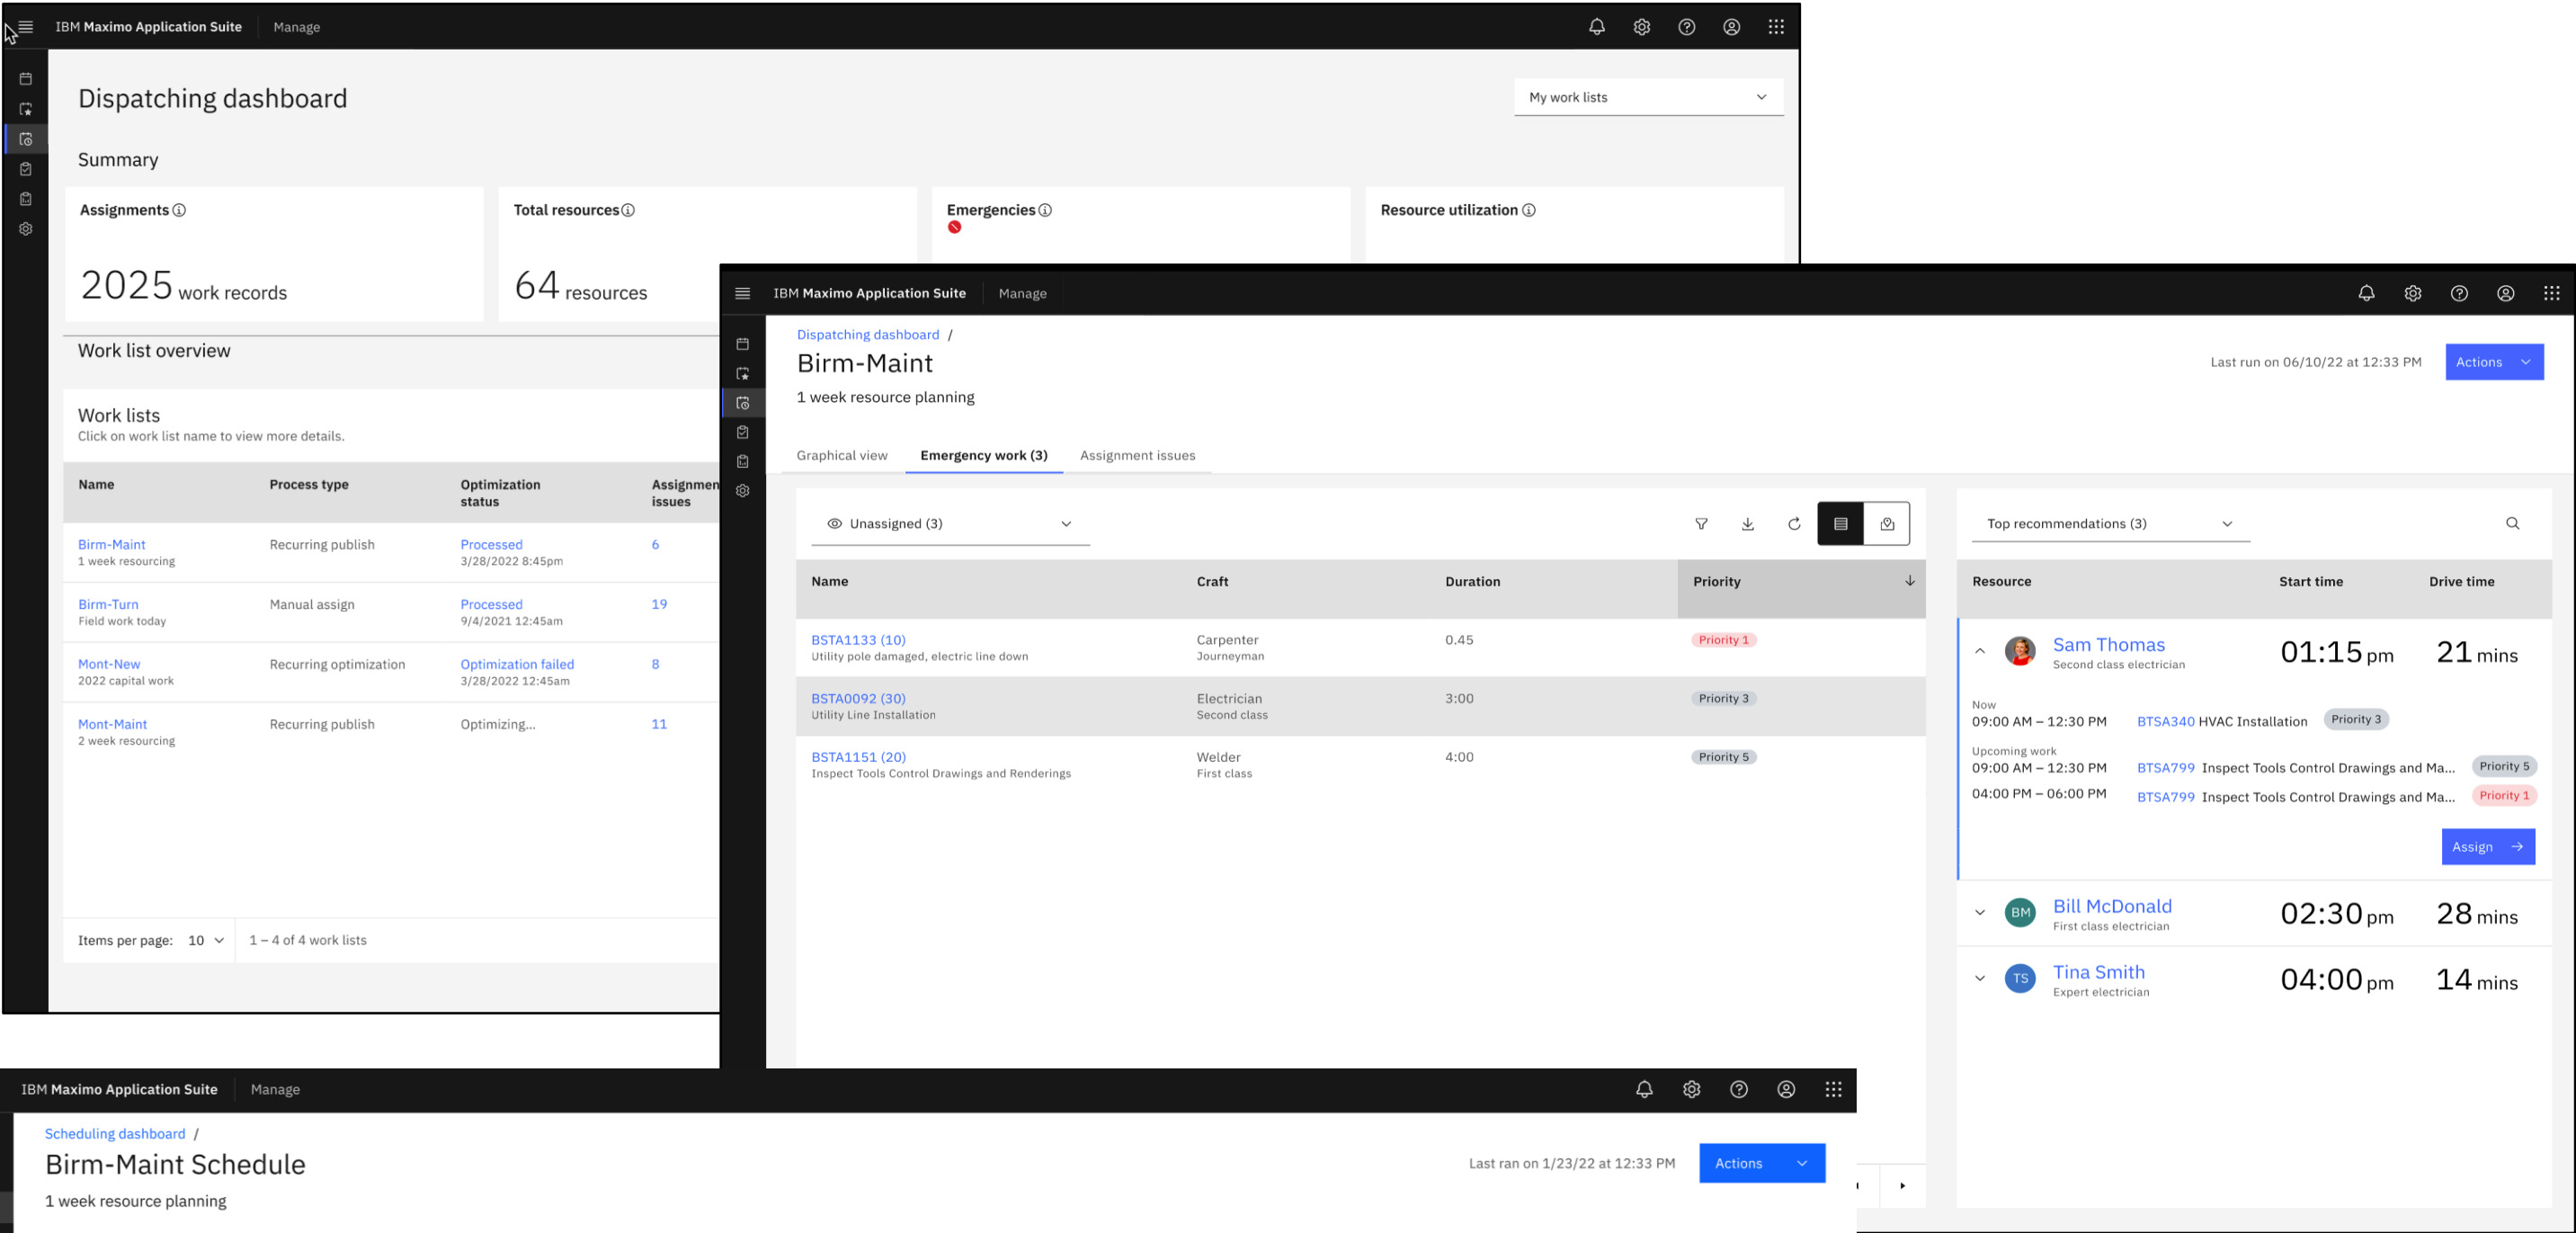 IBM Maximo Application Suite Manage
Dispatching dashboard
My work lists
Summary
Assignments
2025 work records
Total resources
64 resources
Emergencies
Resource utilization
Work list overview
Work lists
Click on work list name to view more details.
Name Process type Optimization status Assignmen issues
Birm-Maint Recurring publish Processed 6
1 week resourcing 3/28/2022 8:45pm
Birm-Turn Manual assign Processed 19
Field work today 9/4/2021 12:45am
Mont-New Recurring optimization Optimization failed 8
2022 capital work 3/28/2022 12:45am
Mont-Maint Recurring publish Optimizing... 11
2 week resourcing
Items per page: 10 1 – 4 of 4 work lists
IBM Maximo Application Suite Manage
Dispatching dashboard /
Birm-Maint
1 week resource planning
Last run on 06/10/22 at 12:33 PM
Actions
Graphical view Emergency work (3) Assignment issues
Unassigned (3)
Name Craft Duration Priority
BSTA1133 (10) Carpenter 0.45 Priority 1
Utility pole damaged, electric line down Journeyman
BSTA0092 (30) Electrician 3:00 Priority 3
Utility Line Installation Second class
BSTA1151 (20) Welder 4:00 Priority 5
Inspect Tools Control Drawings and Renderings First class
Top recommendations (3)
Resource Start time Drive time
Sam Thomas 01:15 pm 21 mins
Second class electrician
Now
09:00 AM – 12:30 PM BTSA340 HVAC Installation Priority 3
Upcoming work
09:00 AM – 12:30 PM BTSA799 Inspect Tools Control Drawings and Ma... Priority 5
04:00 PM – 06:00 PM BTSA799 Inspect Tools Control Drawings and Ma... Priority 1
Assign
BM Bill McDonald 02:30 pm 28 mins
First class electrician
TS Tina Smith 04:00 pm 14 mins
Expert electrician
IBM Maximo Application Suite Manage
Scheduling dashboard /
Birm-Maint Schedule
1 week resource planning
Last ran on 1/23/22 at 12:33 PM
Actions